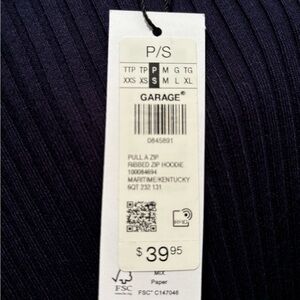 P/S
TTP TP P M G TG
XXS XS S M L XL
GARAGE®
0845891
PULL A ZIP
RIBBED ZIP HOODIE
100084694
MARITIME/KENTUCKY
6QT 232 131
$39.95
MIX
Paper
FSC
FSC® C147046